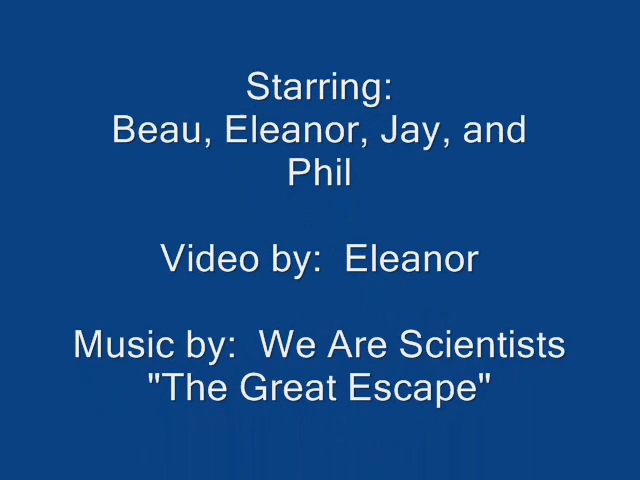 Starring:
Beau, Eleanor, Jay, and
Phil
Video by:  Eleanor
Music by:  We Are Scientists
"The Great Escape"